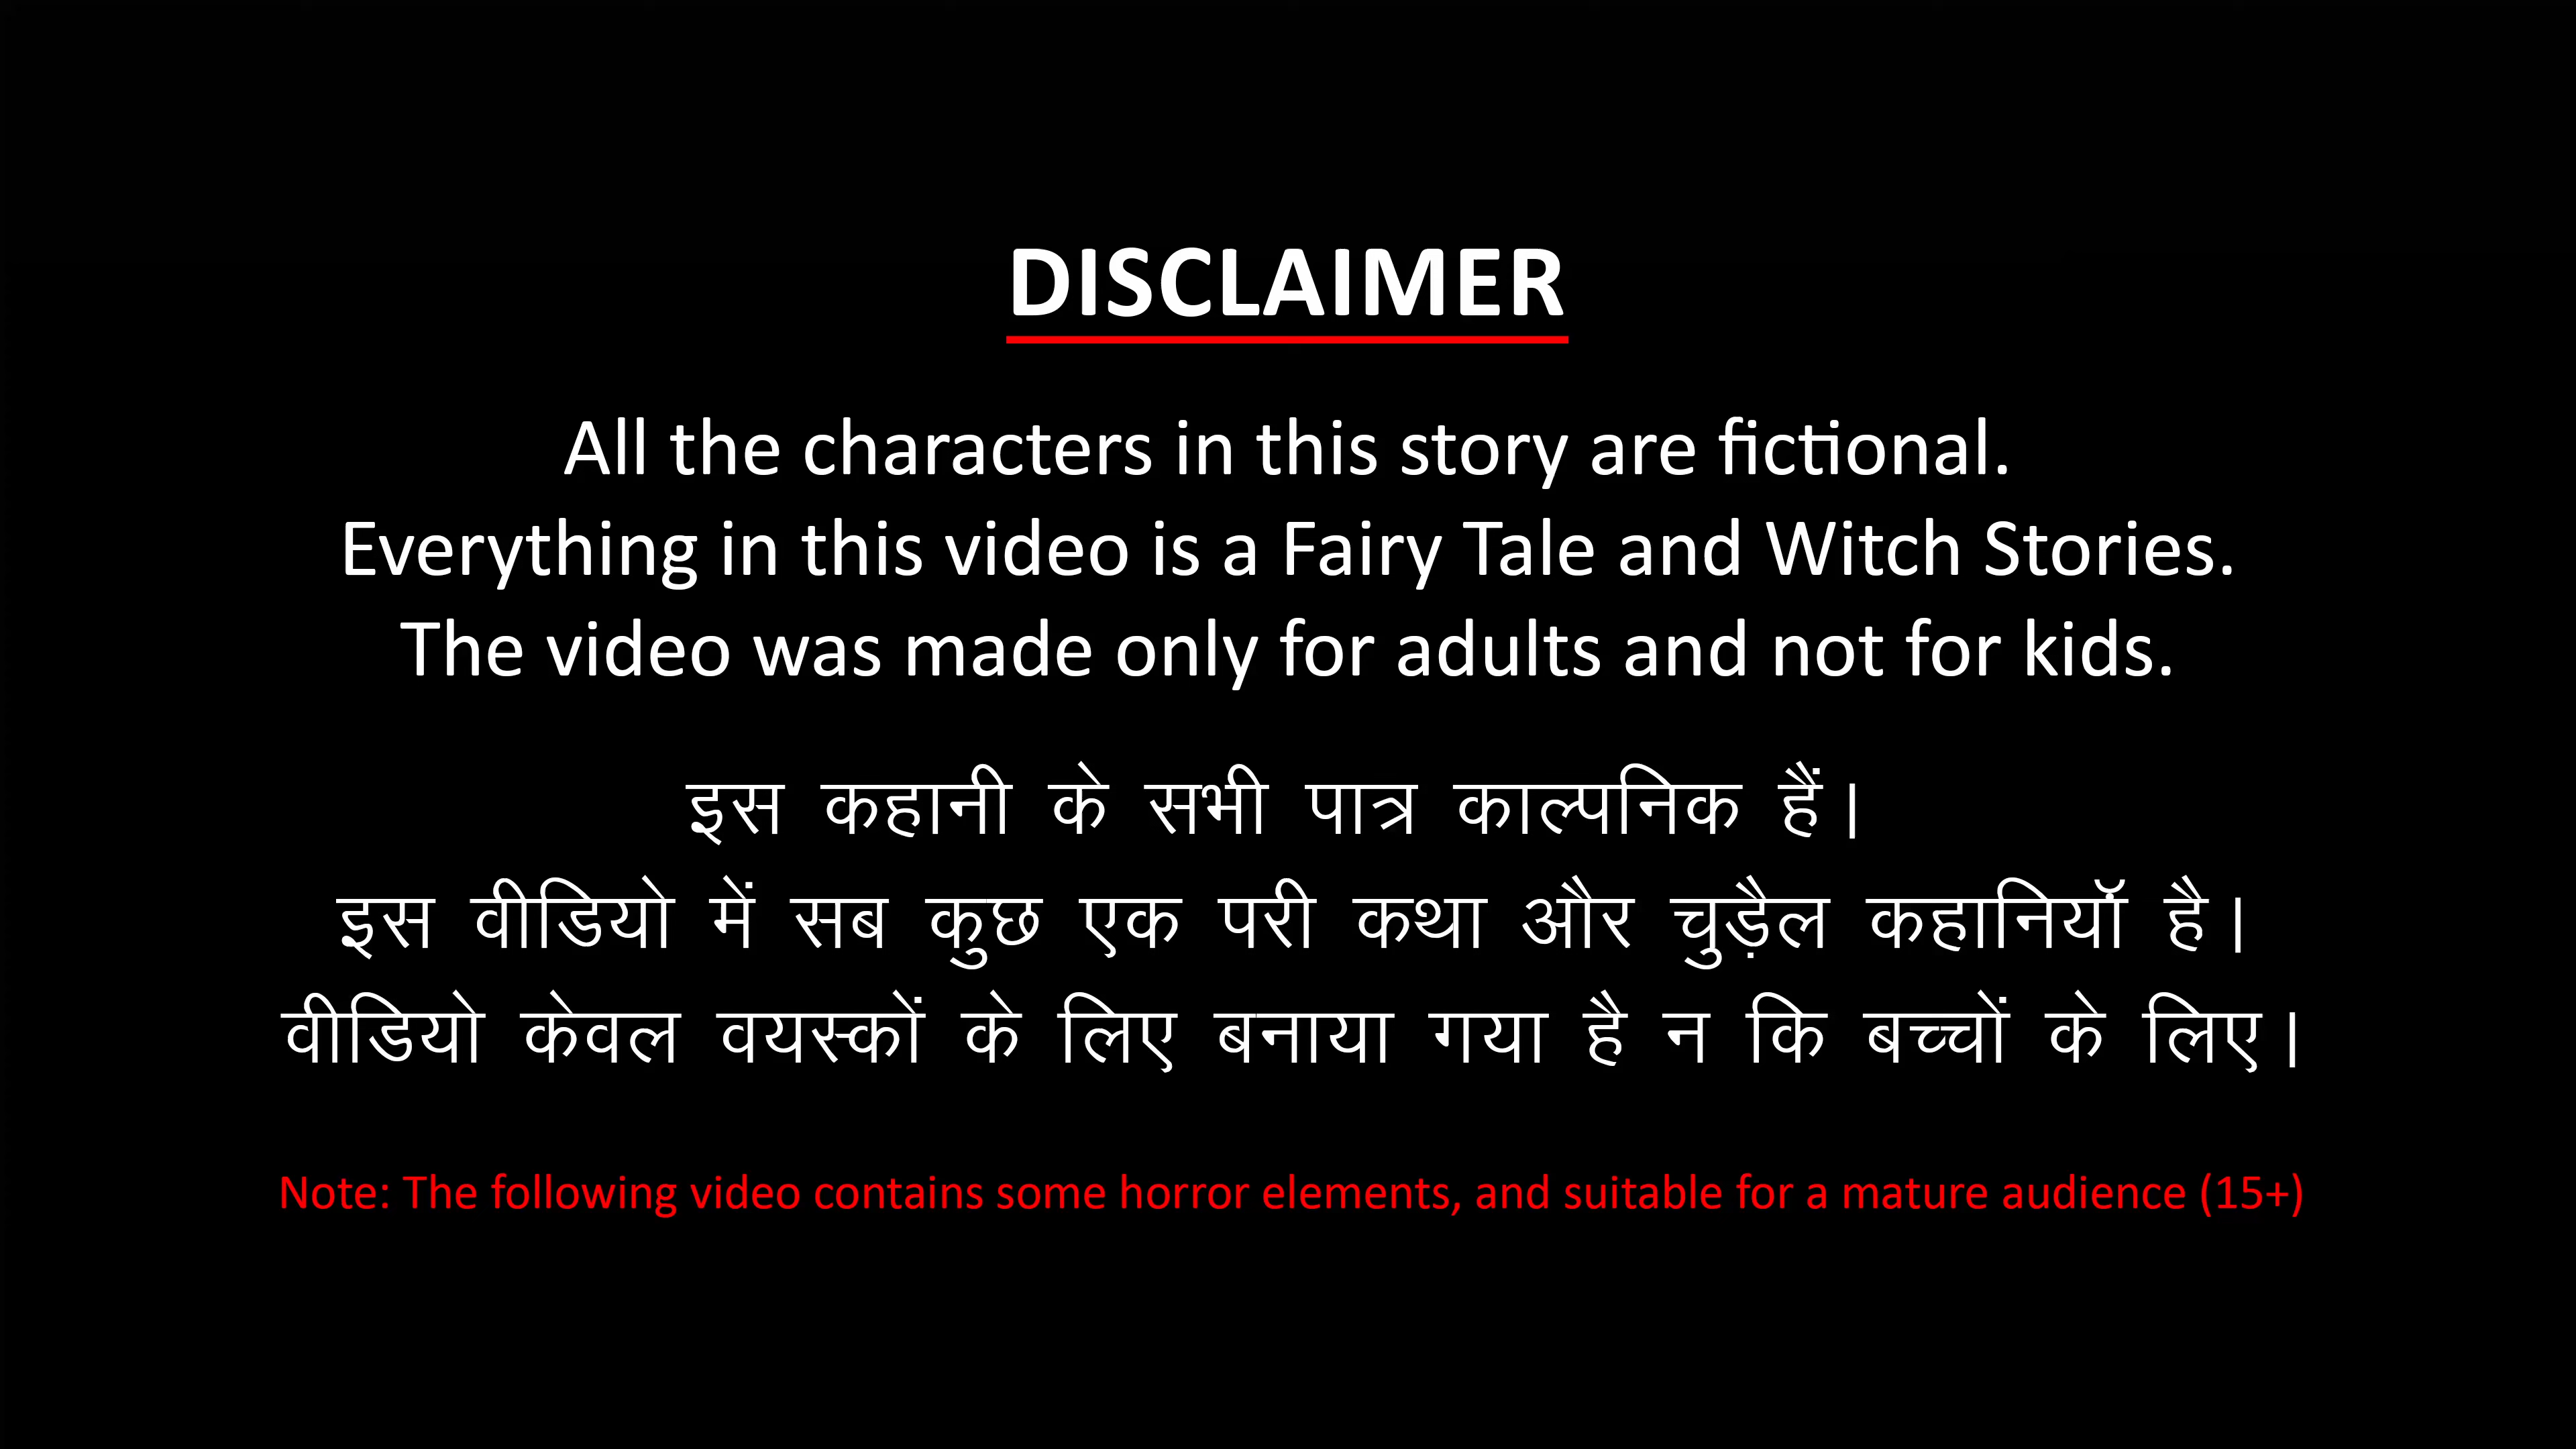 DISCLAIMER
All the characters in this story are fictional.
Everything in this video is a Fairy Tale and Witch Stories.
The video was made only for adults and not for kids.
इस कहानी के सभी पात्र काल्पनिक हैं।
इस वीडियो में सब कुछ एक परी कथा और चुड़ैल कहानियॉ है।
वीडियो केवल वयस्कों के लिए बनाया गया है न कि बच्चों के लिए।
Note: The following video contains some horror elements, and suitable for a mature audience (15+)